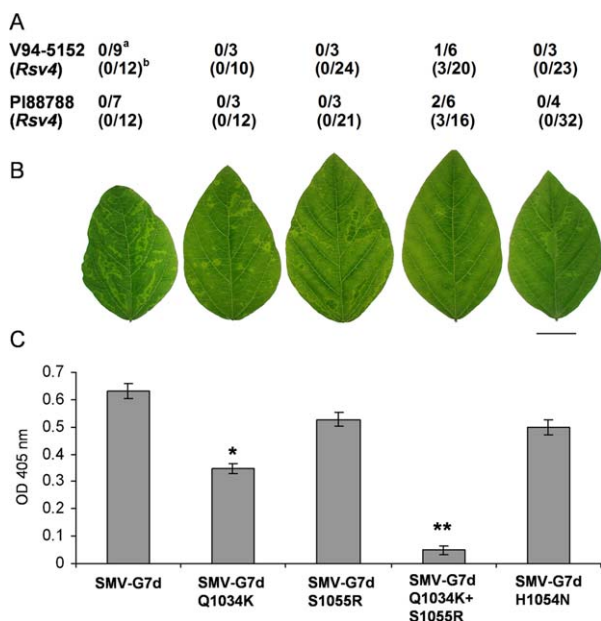 A
V94-5152 0/9a 0/3 0/3 1/6 0/3
(Rsv4) (0/12)b (0/10) (0/24) (3/20) (0/23)
PI88788 0/7 0/3 0/3 2/6 0/4
(Rsv4) (0/12) (0/12) (0/21) (3/16) (0/32)
B
C
0.7
0.6
0.5
0.4
0.3
0.2
0.1
0
OD 405 nm
*
**
SMV-G7d
SMV-G7d
Q1034K
SMV-G7d
S1055R
SMV-G7d
Q1034K+
S1055R
SMV-G7d
H1054N